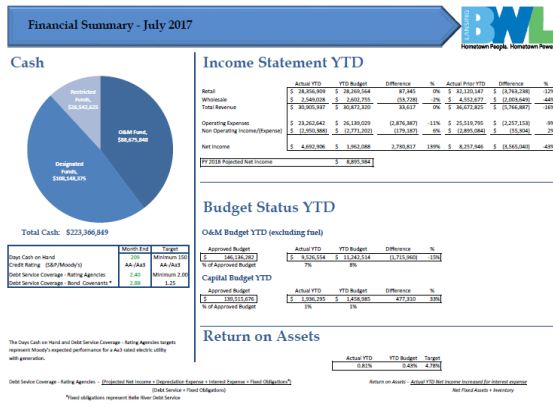 Financial Summary - July 2017
LANSING
BWL
Hometown People. Hometown Power
Cash
Restricted
Funds,
O&M Fund,
$88,675,848
Designated
Funds,
$108,148,375
Total Cash: $223,366,849
Month End Target
Days Cash on Hand 209 Minimum 150
Credit Rating (S&P/Moody's) AA-/Aa3 AA-/Aa3
Debt Service Coverage - Rating Agencies 2.40 Minimum 2.00
Debt Service Coverage - Bond Covenants * 2.88 1.25
The Days Cash on Hand and Debt Service Coverage - Rating Agencies targets
represent Moody's expected performance for a Aa3 rated electric utility
with generation.
Income Statement YTD
Actual YTD YTD Budget Difference % Actual Prior YTD Difference %
Retail $ 28,356,909 $ 28,269,564 87,345 0% $ 32,120,147 $ (3,763,238) -12%
Wholesale $ 2,549,028 $ 2,602,755 (53,728) -2% $ 4,552,677 $ (2,003,649) -44%
Total Revenue $ 30,905,937 $ 30,872,320 33,617 0% $ 36,672,825 $ (5,766,887) -16%
Operating Expenses $ 23,262,642 $ 26,139,029 (2,876,387) -11% $ 25,519,795 $ (2,257,153) -9%
Non Operating Income/(Expense) $ (2,950,388) $ (2,771,202) (179,187) 6% $ (2,895,084) $ (55,304) 2%
Net Income $ 4,692,906 $ 1,962,088 2,730,817 139% $ 8,257,946 $ (3,565,040) -43%
FY 2018 Pojected Net Income $ 8,895,984
Budget Status YTD
O&M Budget YTD (excluding fuel)
Approved Budget Actual YTD YTD Budget Difference %
$ 146,136,282 $ 9,526,554 $ 11,242,514 (1,715,960) -15%
% of Approved Budget 7% 8%
Capital Budget YTD
Approved Budget Actual YTD YTD Budget Difference %
$ 139,515,676 $ 1,936,295 $ 1,458,985 477,310 33%
% of Approved Budget 1% 1%
Return on Assets
Actual YTD YTD Budget Target
0.81% 0.43% 4.78%
Debt Sevice Coverage - Rating Agencies - (Projected Net Income + Depreciation Expense + Interest Expense + Fixed Obligations*)
(Debt Service + Fixed Obligations)
*Fixed obligations represent Belle River Debt Service
Return on Assets - Actual YTD Net Income Increased for interest expense
Net Fixed Assets + Inventory